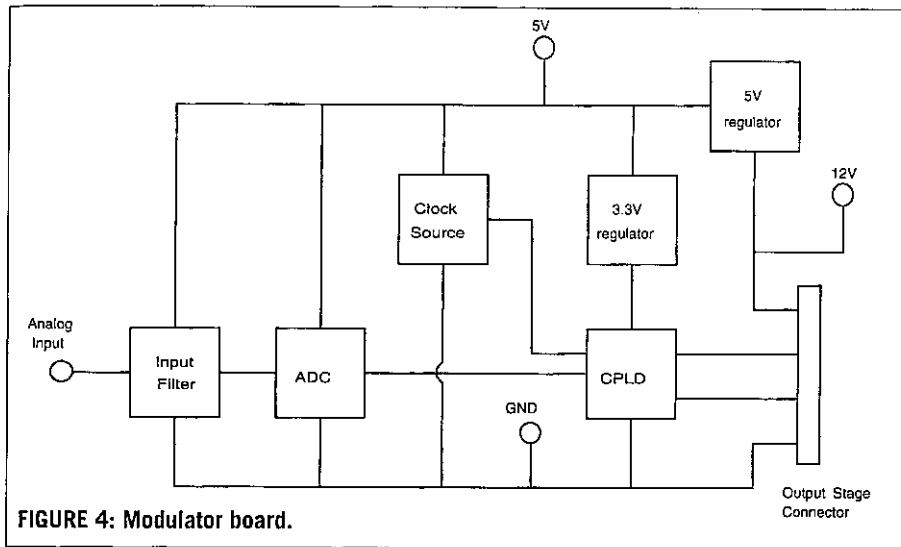 5V
5V
regulator
12V
Clock
Source
3.3V
regulator
Analog
Input
Input
Filter
ADC
CPLD
GND
Output Stage
Connector
FIGURE 4: Modulator board.